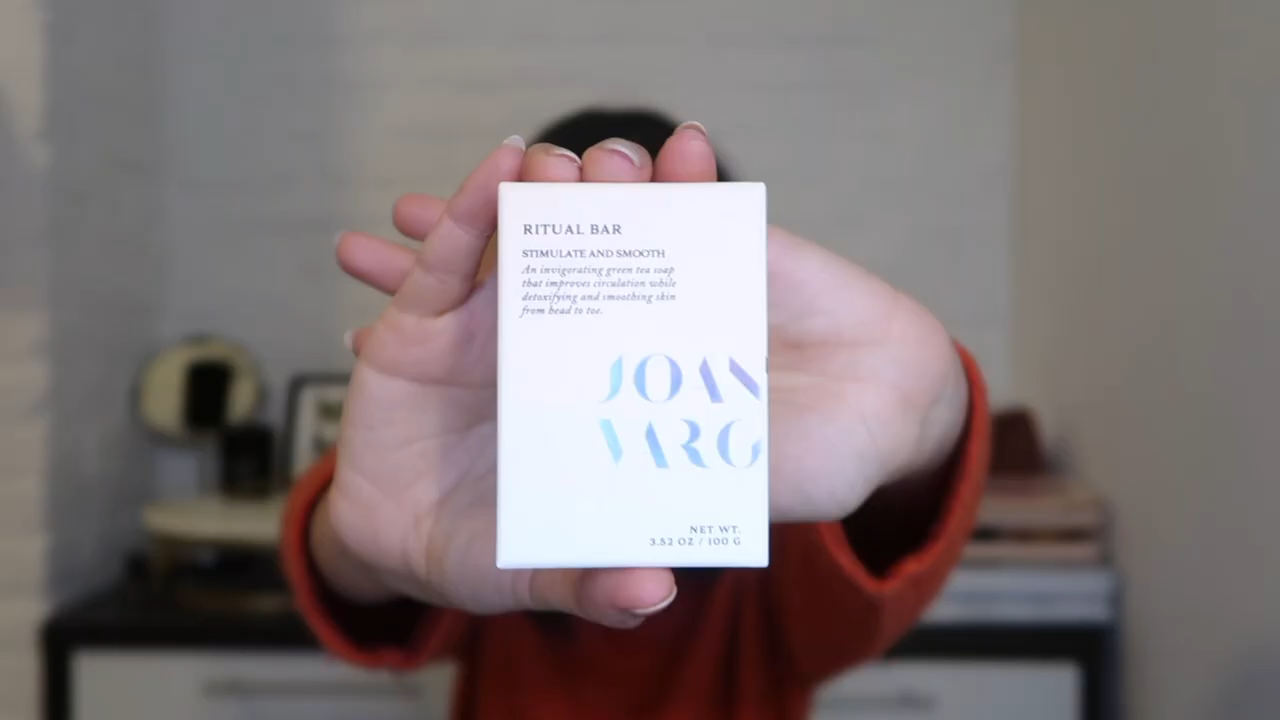 RITUAL BAR
STIMULATE AND SMOOTH
An invigorating green tea soap
that improves circulation while
detoxifying and smoothing skin
from head to toe.
JOAN
VARG
NET WT.
3.52 OZ / 100 G